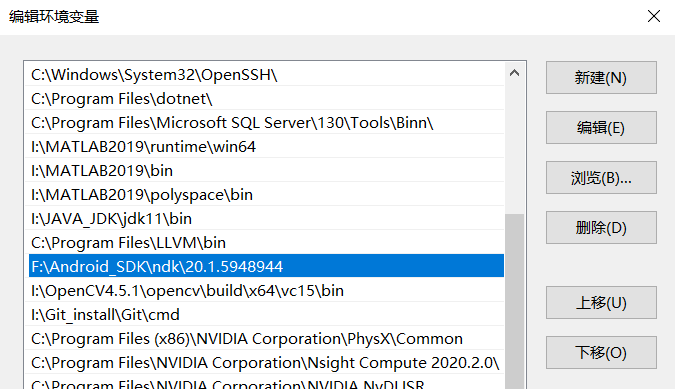 编辑环境变量
C:\Windows\System32\OpenSSH\
C:\Program Files\dotnet\
C:\Program Files\Microsoft SQL Server\130\Tools\Binn\
I:\MATLAB2019\runtime\win64
I:\MATLAB2019\bin
I:\MATLAB2019\polyspace\bin
I:\JAVA_JDK\jdk11\bin
C:\Program Files\LLVM\bin
F:\Android_SDK\ndk\20.1.5948944
I:\OpenCV4.5.1\opencv\build\x64\vc15\bin
I:\Git_install\Git\cmd
C:\Program Files (x86)\NVIDIA Corporation\PhysX\Common
C:\Program Files\NVIDIA Corporation\Nsight Compute 2020.2.0\
C:\Program Files\NVIDIA Corporation\NVIDIA NvDLISR
新建(N)
编辑(E)
浏览(B)...
删除(D)
上移(U)
下移(O)